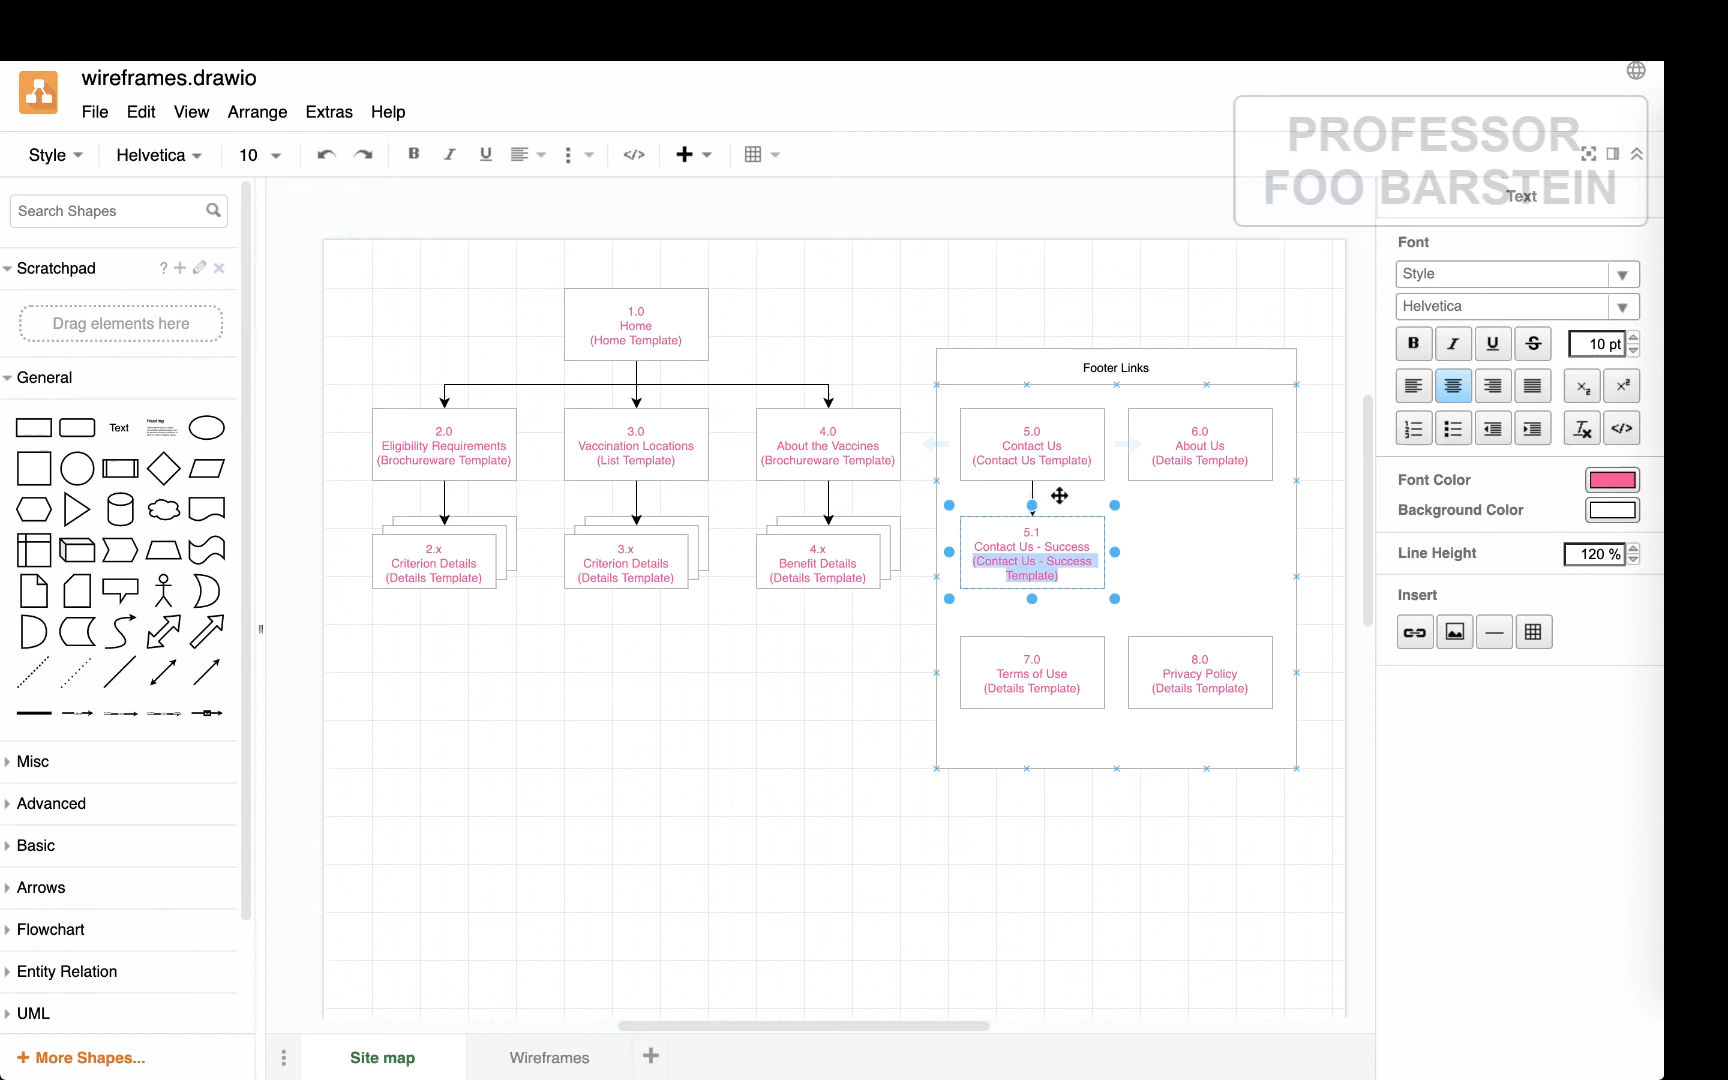 wireframes.drawio
File Edit View Arrange Extras Help
PROFESSOR
FOO BARSTEIN
Style Helvetica 10 B I U
Search Shapes
Text
Scratchpad ?
Drag elements here
General
Text
Heading
Misc
Advanced
Basic
Arrows
Flowchart
Entity Relation
UML
+ More Shapes...
1.0
Home
(Home Template)
2.0
Eligibility Requirements
(Brochureware Template)
3.0
Vaccination Locations
(List Template)
4.0
About the Vaccines
(Brochureware Template)
2.x
Criterion Details
(Details Template)
3.x
Criterion Details
(Details Template)
4.x
Benefit Details
(Details Template)
Footer Links
5.0
Contact Us
(Contact Us Template)
6.0
About Us
(Details Template)
5.1
Contact Us - Success
(Contact Us - Success
Template)
7.0
Terms of Use
(Details Template)
8.0
Privacy Policy
(Details Template)
Font
Style
Helvetica
B I U S 10 pt
Font Color
Background Color
Line Height 120 %
Insert
Site map Wireframes